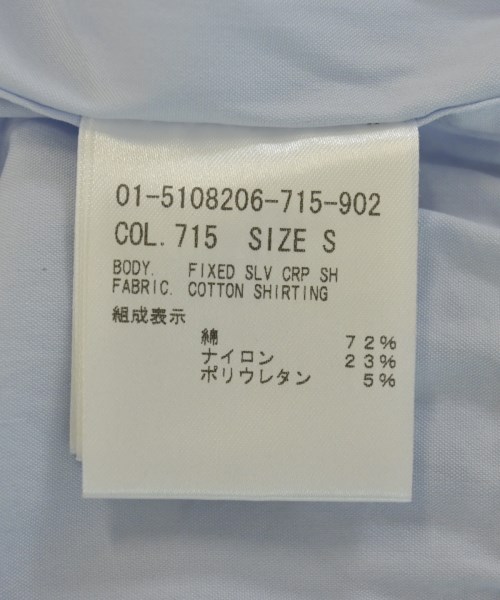 01-5108206-715-902
COL.715 SIZE S
BODY. FIXED SLV CRP SH
FABRIC. COTTON SHIRTING
組成表示
綿 72%
ナイロン 23%
ポリウレタン 5%